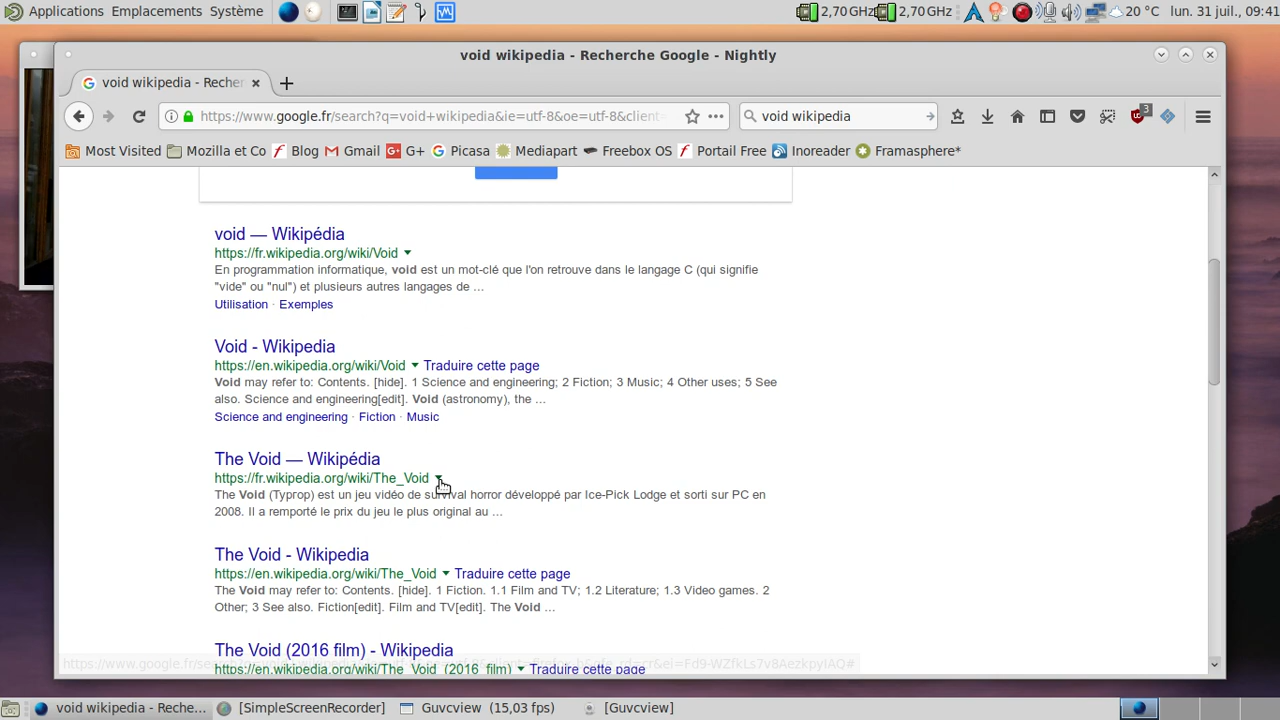 Applications Emplacements Système 2,70 GHz 2,70 GHz 20 °C lun. 31 juil., 09:41
void wikipedia - Recherche Google - Nightly
void wikipedia - Recher
https://www.google.fr/search?q=void+wikipedia&ie=utf-8&oe=utf-8&client= void wikipedia 3
Most Visited Mozilla et Co Blog Gmail G+ Picasa Mediapart Freebox OS Portail Free Inoreader Framasphere*
void — Wikipédia
https://fr.wikipedia.org/wiki/Void
En programmation informatique, void est un mot-clé que l'on retrouve dans le langage C (qui signifie
"vide" ou "nul") et plusieurs autres langages de ...
Utilisation · Exemples
Void - Wikipedia
https://en.wikipedia.org/wiki/Void Traduire cette page
Void may refer to: Contents. [hide]. 1 Science and engineering; 2 Fiction; 3 Music; 4 Other uses; 5 See
also. Science and engineering[edit]. Void (astronomy), the ...
Science and engineering · Fiction · Music
The Void — Wikipédia
https://fr.wikipedia.org/wiki/The_Void
The Void (Typrop) est un jeu vidéo de survival horror développé par Ice-Pick Lodge et sorti sur PC en
2008. Il a remporté le prix du jeu le plus original au ...
The Void - Wikipedia
https://en.wikipedia.org/wiki/The_Void Traduire cette page
The Void may refer to: Contents. [hide]. 1 Fiction. 1.1 Film and TV; 1.2 Literature; 1.3 Video games. 2
Other; 3 See also. Fiction[edit]. Film and TV[edit]. The Void ...
The Void (2016 film) - Wikipedia
https://en.wikipedia.org/wiki/The_Void_(2016_film) Traduire cette page
void wikipedia - Reche... [SimpleScreenRecorder] Guvcview (15,03 fps) [Guvcview]